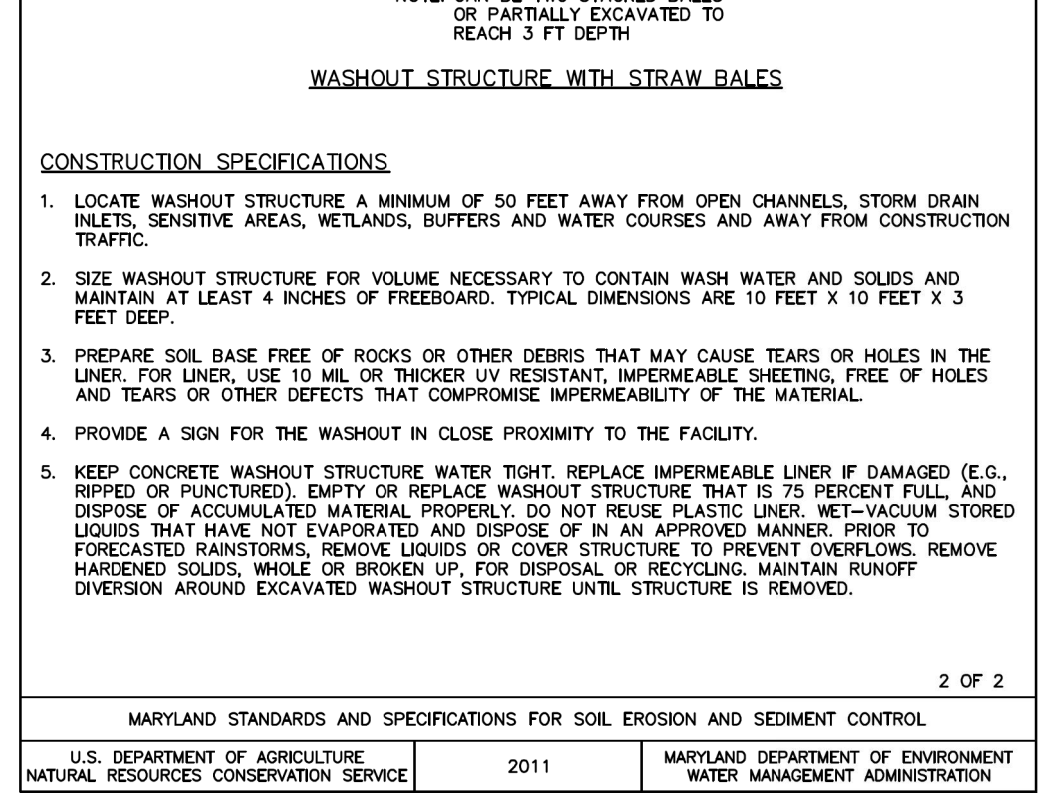 NOTE: CAN BE TWO STACKED BALES
OR PARTIALLY EXCAVATED TO
REACH 3 FT DEPTH
WASHOUT STRUCTURE WITH STRAW BALES
CONSTRUCTION SPECIFICATIONS
1. LOCATE WASHOUT STRUCTURE A MINIMUM OF 50 FEET AWAY FROM OPEN CHANNELS, STORM DRAIN
INLETS, SENSITIVE AREAS, WETLANDS, BUFFERS AND WATER COURSES AND AWAY FROM CONSTRUCTION
TRAFFIC.
2. SIZE WASHOUT STRUCTURE FOR VOLUME NECESSARY TO CONTAIN WASH WATER AND SOLIDS AND
MAINTAIN AT LEAST 4 INCHES OF FREEBOARD. TYPICAL DIMENSIONS ARE 10 FEET X 10 FEET X 3
FEET DEEP.
3. PREPARE SOIL BASE FREE OF ROCKS OR OTHER DEBRIS THAT MAY CAUSE TEARS OR HOLES IN THE
LINER. FOR LINER, USE 10 MIL OR THICKER UV RESISTANT, IMPERMEABLE SHEETING, FREE OF HOLES
AND TEARS OR OTHER DEFECTS THAT COMPROMISE IMPERMEABILITY OF THE MATERIAL.
4. PROVIDE A SIGN FOR THE WASHOUT IN CLOSE PROXIMITY TO THE FACILITY.
5. KEEP CONCRETE WASHOUT STRUCTURE WATER TIGHT. REPLACE IMPERMEABLE LINER IF DAMAGED (E.G.,
RIPPED OR PUNCTURED). EMPTY OR REPLACE WASHOUT STRUCTURE THAT IS 75 PERCENT FULL, AND
DISPOSE OF ACCUMULATED MATERIAL PROPERLY. DO NOT REUSE PLASTIC LINER. WET-VACUUM STORED
LIQUIDS THAT HAVE NOT EVAPORATED AND DISPOSE OF IN AN APPROVED MANNER. PRIOR TO
FORECASTED RAINSTORMS, REMOVE LIQUIDS OR COVER STRUCTURE TO PREVENT OVERFLOWS. REMOVE
HARDENED SOLIDS, WHOLE OR BROKEN UP, FOR DISPOSAL OR RECYCLING. MAINTAIN RUNOFF
DIVERSION AROUND EXCAVATED WASHOUT STRUCTURE UNTIL STRUCTURE IS REMOVED.
2 OF 2
MARYLAND STANDARDS AND SPECIFICATIONS FOR SOIL EROSION AND SEDIMENT CONTROL
U.S. DEPARTMENT OF AGRICULTURE
NATURAL RESOURCES CONSERVATION SERVICE
2011
MARYLAND DEPARTMENT OF ENVIRONMENT
WATER MANAGEMENT ADMINISTRATION